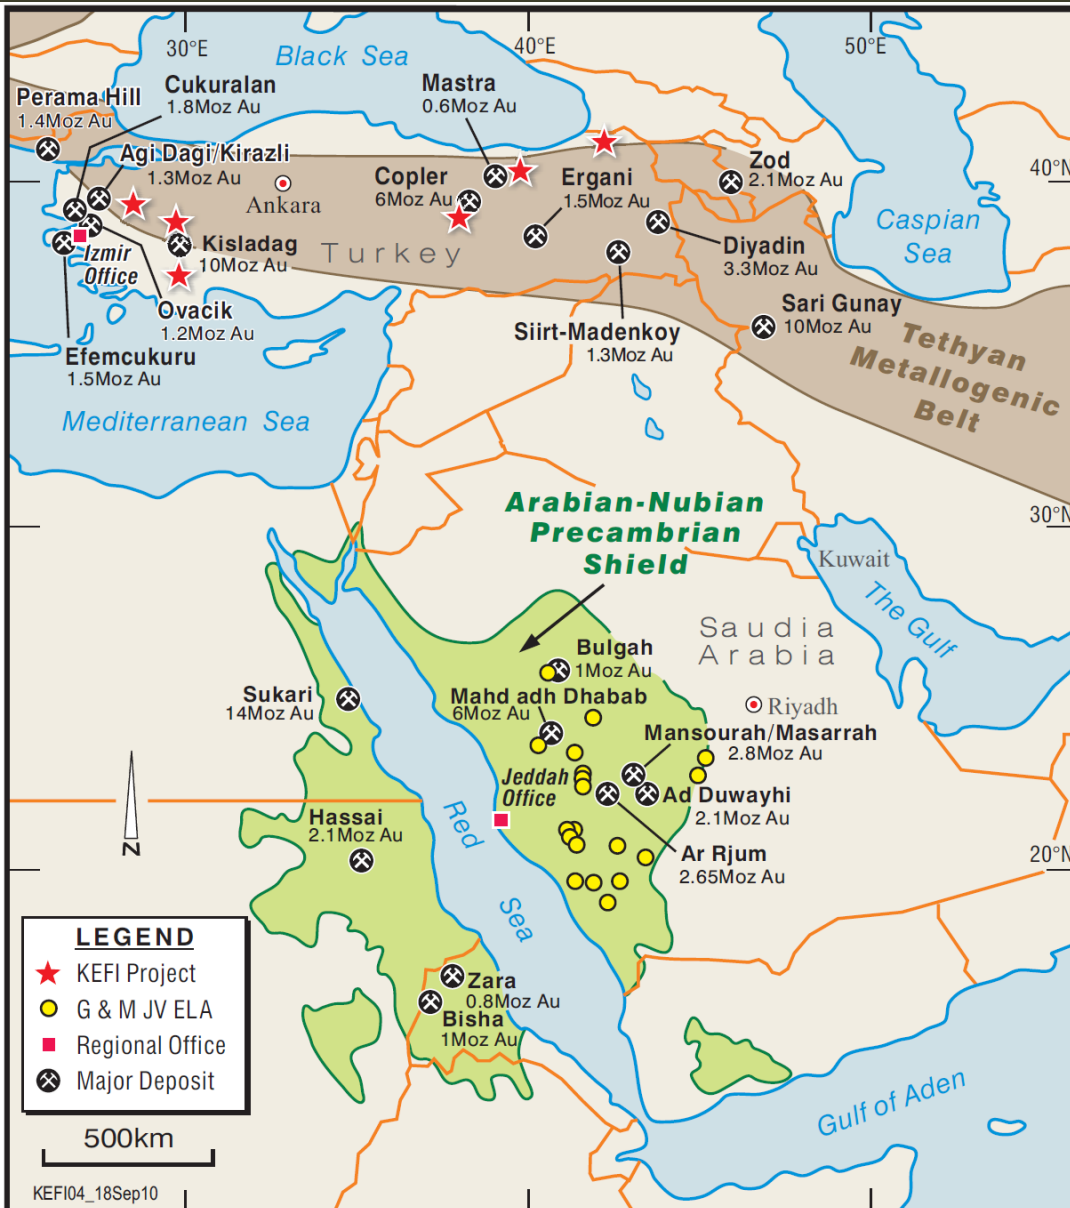 30°E
40°E
50°E
Black Sea
Perama Hill
1.4Moz Au
Cukuralan
1.8Moz Au
Mastra
0.6Moz Au
Agi Dagi/Kirazli
1.3Moz Au
Ankara
Copler
6Moz Au
Ergani
1.5Moz Au
Zod
2.1Moz Au
40°N
Caspian
Sea
Izmir
Office
Kisladag
10Moz Au
Turkey
Diyadin
3.3Moz Au
Ovacik
1.2Moz Au
Siirt-Madenkoy
1.3Moz Au
Sari Gunay
10Moz Au
Efemcukuru
1.5Moz Au
Tethyan
Metallogenic
Belt
Mediterranean Sea
Arabian-Nubian
Precambrian
Shield
30°N
Kuwait
The Gulf
Saudia
Arabia
Bulgah
1Moz Au
Sukari
14Moz Au
Mahd adh Dhabab
6Moz Au
Riyadh
Mansourah/Masarrah
2.8Moz Au
Jeddah
Office
Ad Duwayhi
2.1Moz Au
Red
Sea
Hassai
2.1Moz Au
N
Ar Rjum
2.65Moz Au
20°N
LEGEND
KEFI Project
G & M JV ELA
Regional Office
Major Deposit
Zara
0.8Moz Au
Bisha
1Moz Au
Gulf of Aden
500km
KEFI04_18Sep10